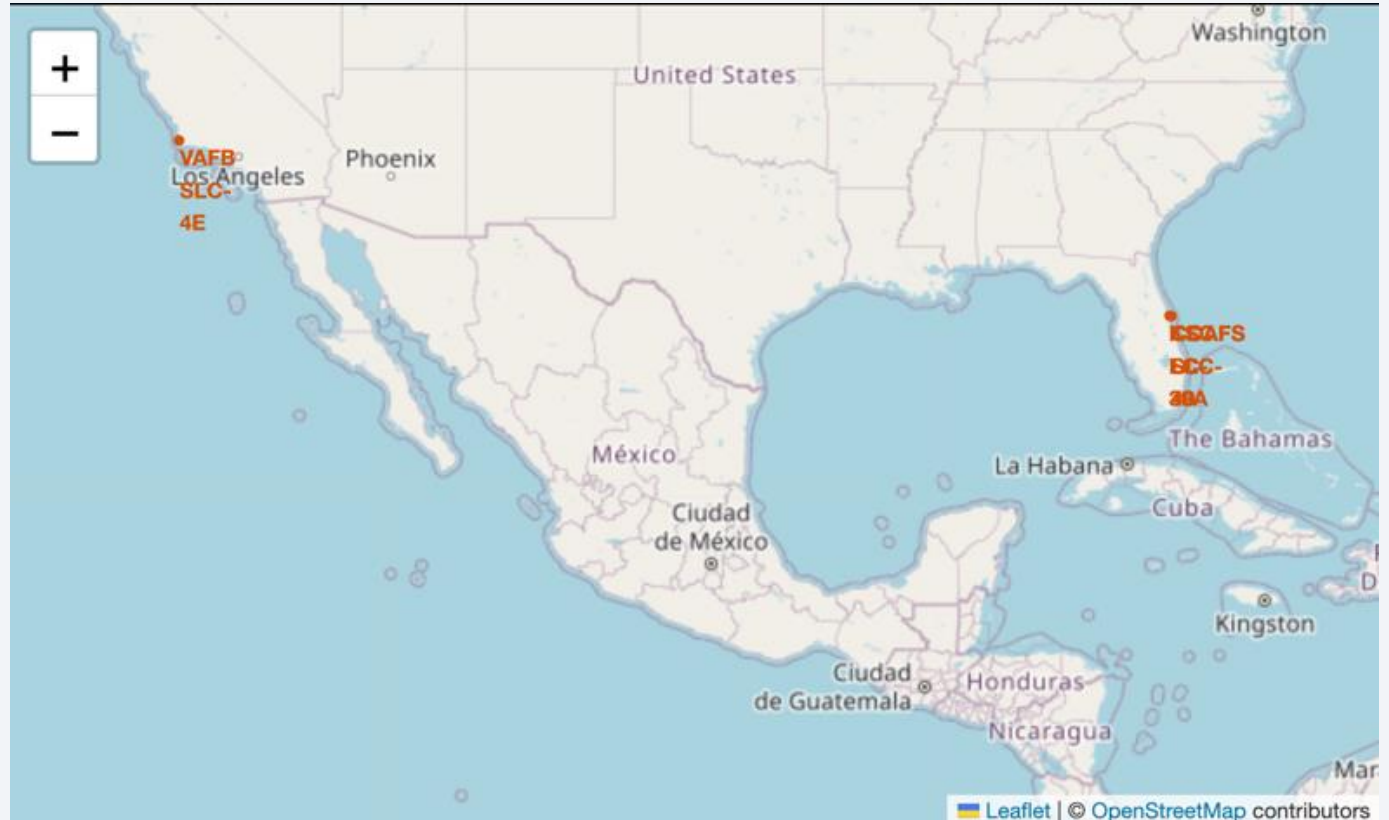 Washington
+
United States
−
Phoenix
VAFB
Los Angeles
SLC-
4E
The Bahamas
México
La Habana
Cuba
Ciudad
de México
Kingston
Ciudad
de Guatemala
Honduras
Nicaragua
Mar
Leaflet | © OpenStreetMap contributors